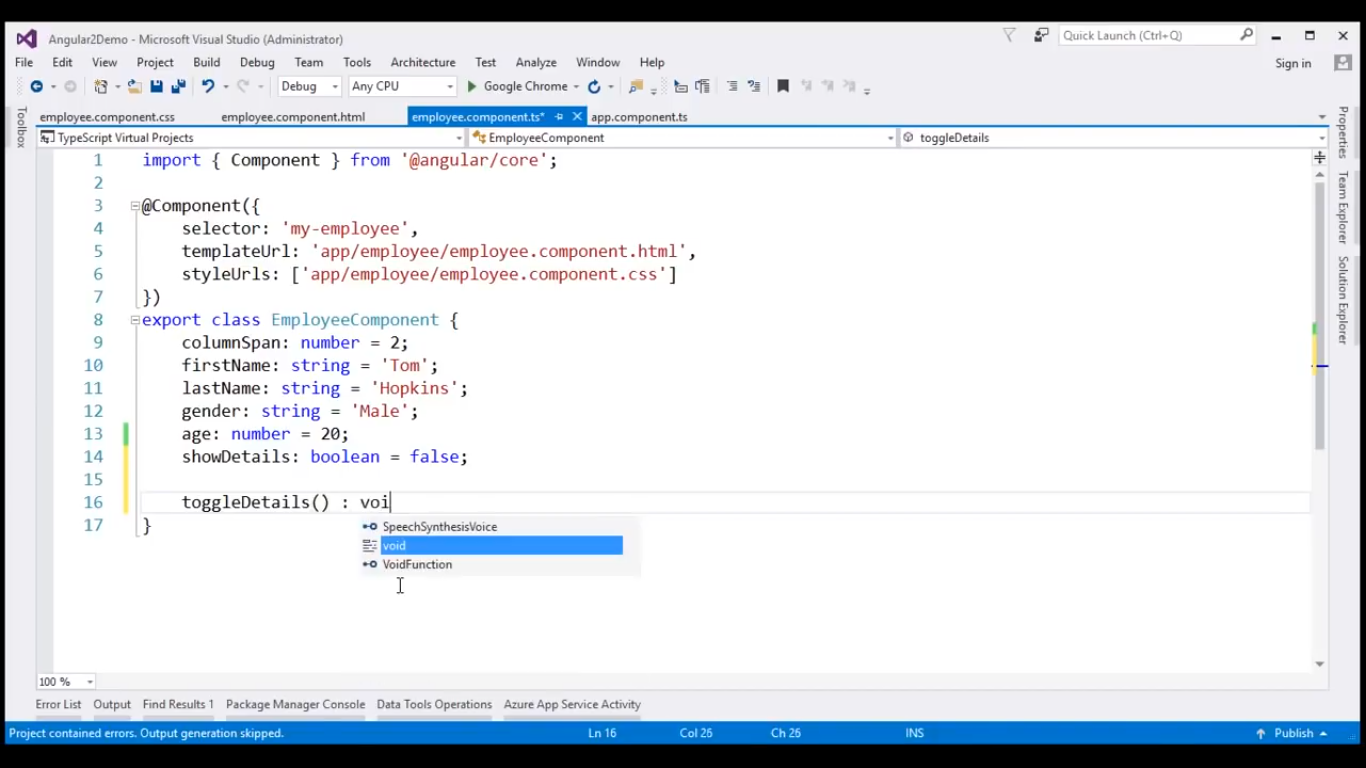 Angular2Demo - Microsoft Visual Studio (Administrator)
Quick Launch (Ctrl+Q)
File Edit View Project Build Debug Team Tools Architecture Test Analyze Window Help
Sign in
Debug Any CPU Google Chrome
employee.component.css employee.component.html employee.component.ts* app.component.ts
TypeScript Virtual Projects EmployeeComponent toggleDetails
Toolbox
Properties
Team Explorer
Solution Explorer
1 import { Component } from '@angular/core';
2
3 @Component({
4 selector: 'my-employee',
5 templateUrl: 'app/employee/employee.component.html',
6 styleUrls: ['app/employee/employee.component.css']
7 })
8 export class EmployeeComponent {
9 columnSpan: number = 2;
10 firstName: string = 'Tom';
11 lastName: string = 'Hopkins';
12 gender: string = 'Male';
13 age: number = 20;
14 showDetails: boolean = false;
15
16 toggleDetails() : voi
17 }
SpeechSynthesisVoice
void
VoidFunction
100 %
Error List Output Find Results 1 Package Manager Console Data Tools Operations Azure App Service Activity
Project contained errors. Output generation skipped. Ln 16 Col 26 Ch 26 INS Publish